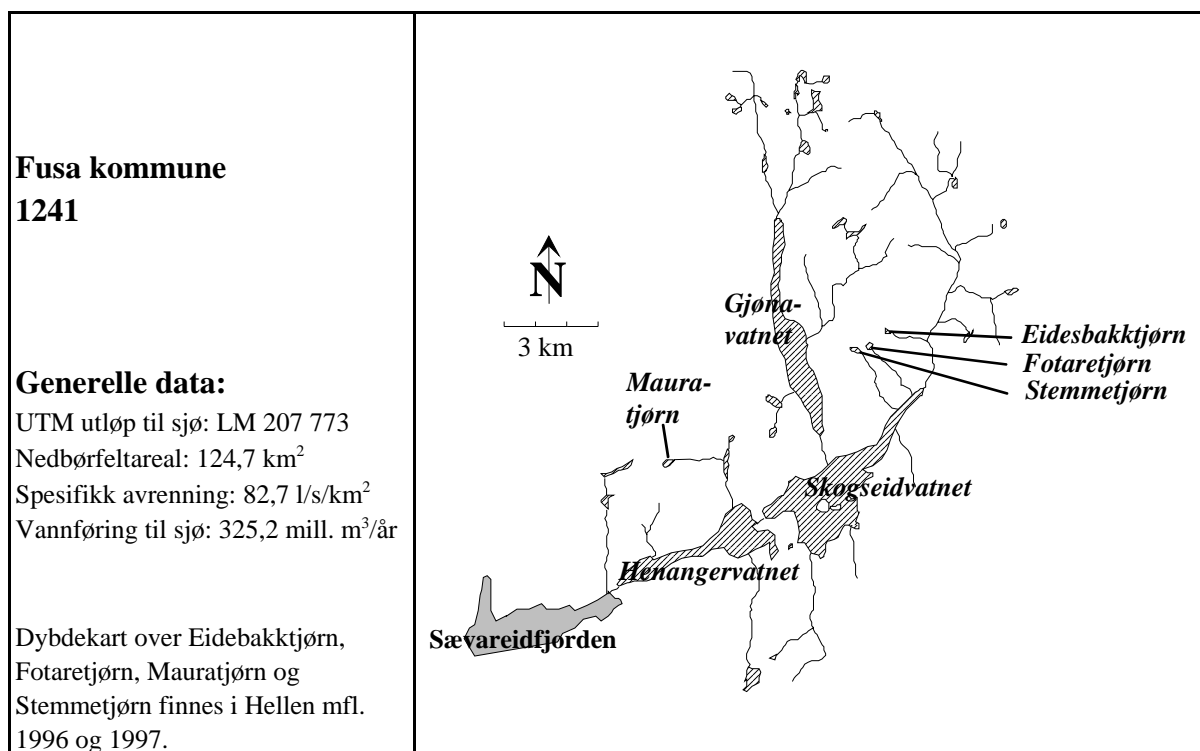 Fusa kommune
1241
Generelle data:
UTM utløp til sjø: LM 207 773
Nedbørfeltareal: 124,7 km²
Spesifikk avrenning: 82,7 l/s/km²
Vannføring til sjø: 325,2 mill. m³/år
Dybdekart over Eidebakktjørn,
Fotaretjørn, Mauratjørn og
Stemmetjørn finnes i Hellen mfl.
1996 og 1997.
N
3 km
Gjøna-
vatnet
Eidesbakktjørn
Fotaretjørn
Stemmetjørn
Maura-
tjørn
Skogseidvatnet
Henangervatnet
Sævareidfjorden